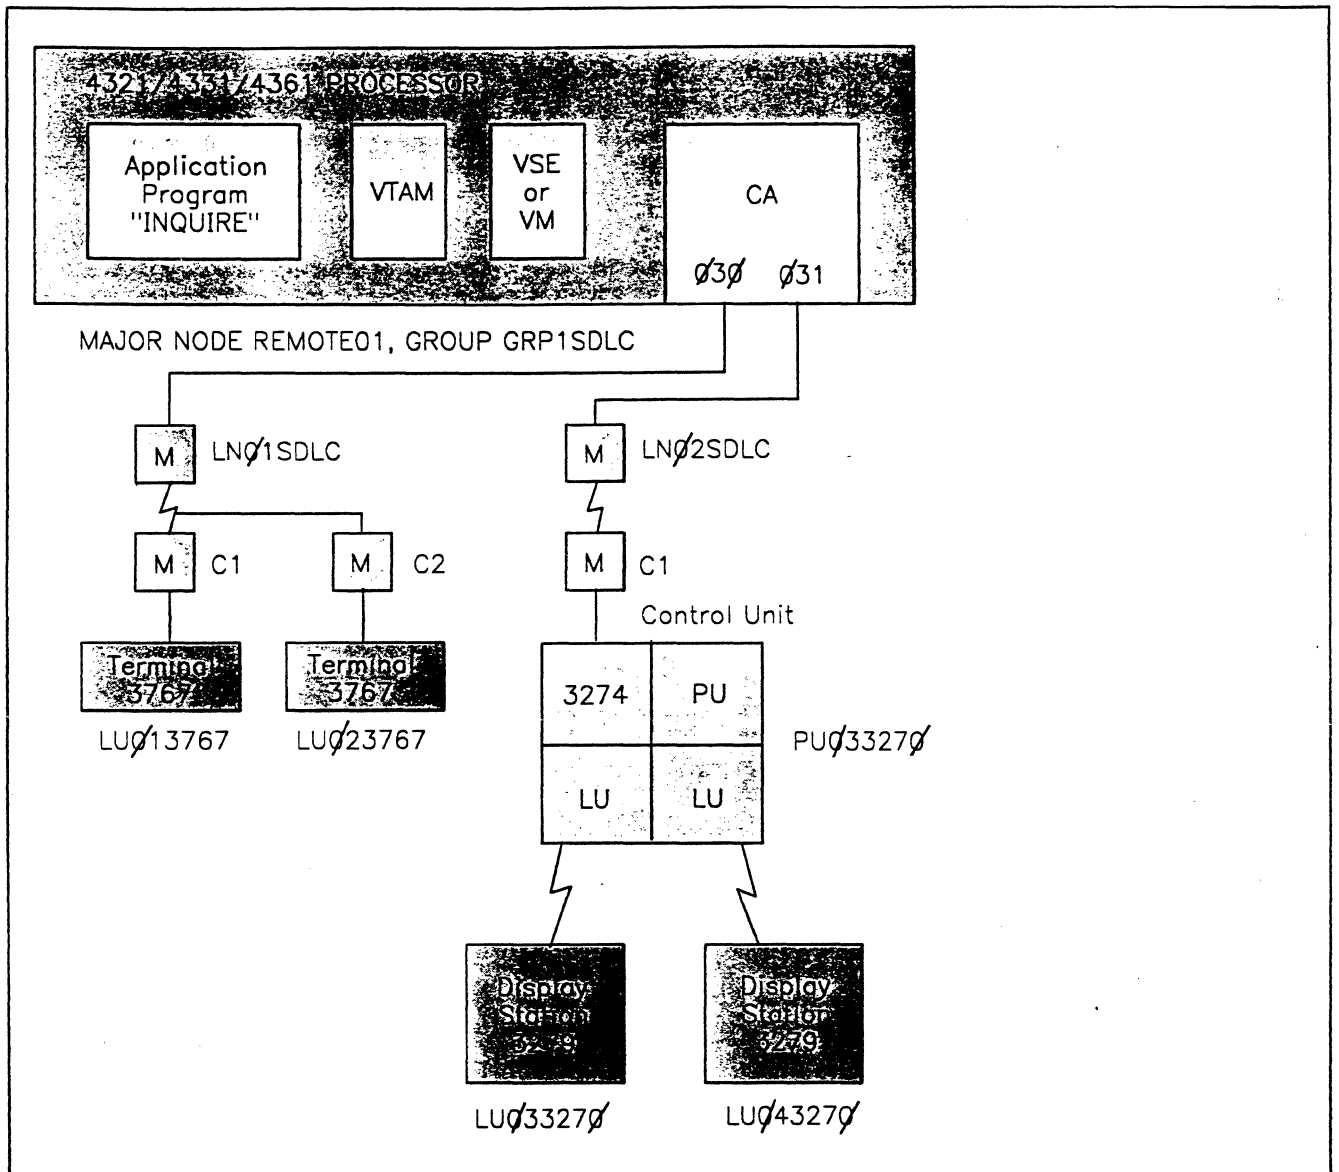 4321/4331/4361 PROCESSOR
Application
Program
"INQUIRE"
VTAM
VSE
or
VM
CA
Ø3Ø Ø31
MAJOR NODE REMOTE01, GROUP GRP1SDLC
M LNØ1SDLC
M LNØ2SDLC
M C1
M C2
M C1
Control Unit
Terminal
3767
Terminal
3767
LUØ13767
LUØ23767
3274 PU
LU LU
PUØ3327Ø
Display
Station
3279
Display
Station
3279
LUØ3327Ø
LUØ4327Ø